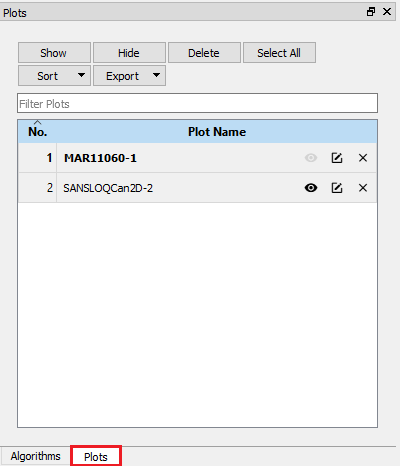 Plots
Show Hide Delete Select All
Sort Export
Filter Plots
No. Plot Name
1 MAR11060-1
2 SANSLOQCan2D-2
Algorithms Plots